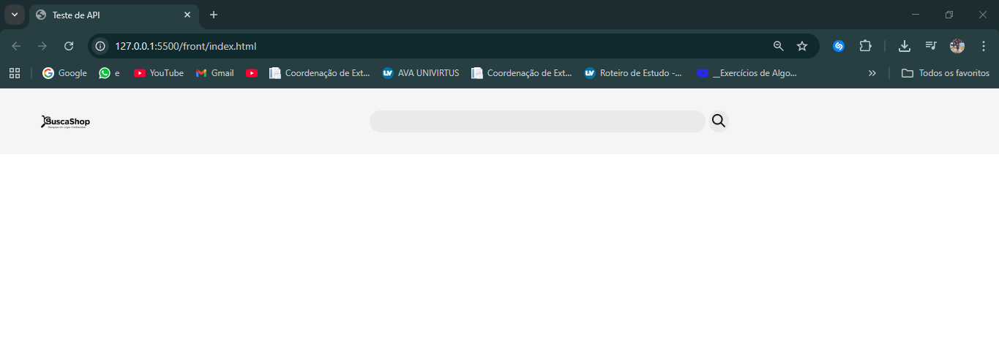 Teste de API
127.0.0.1:5500/front/index.html
Google e YouTube Gmail Coordenação de Ext... AVA UNIVIRTUS Coordenação de Ext... Roteiro de Estudo -... __Exercícios de Algo... Todos os favoritos
BuscaShop